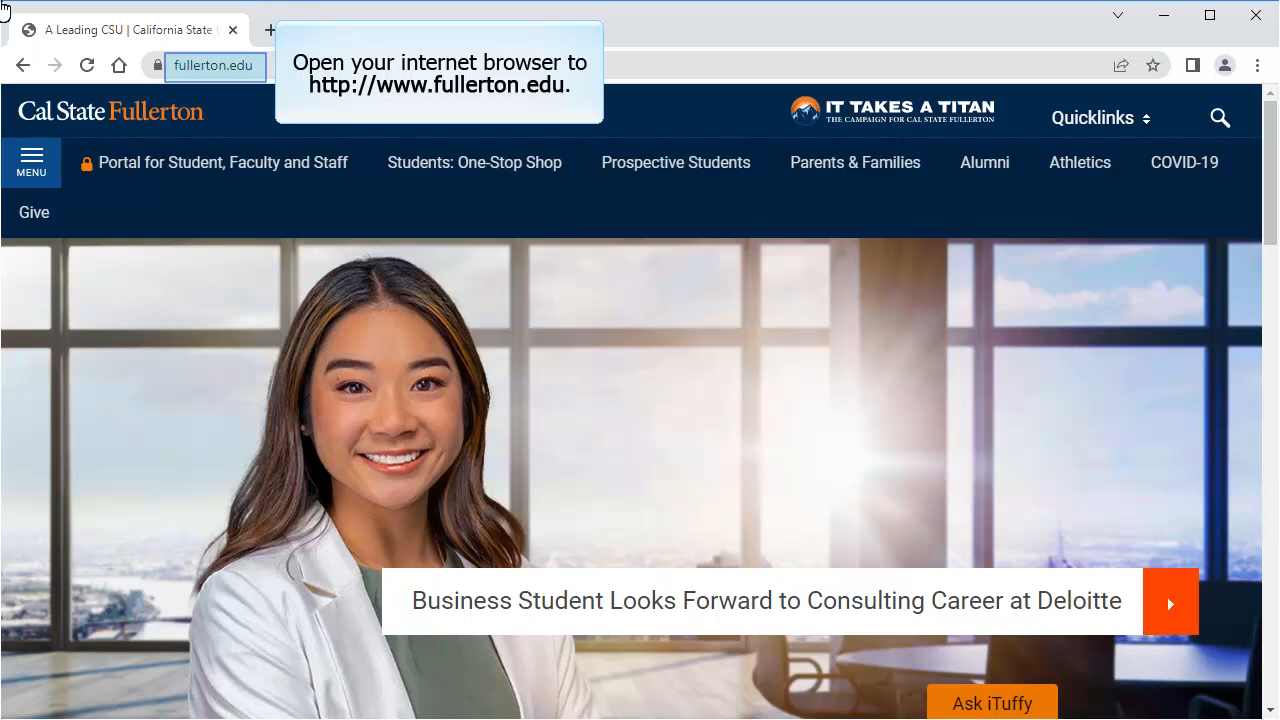 A Leading CSU | California State
fullerton.edu
Open your internet browser to
http://www.fullerton.edu.
Cal State Fullerton
IT TAKES A TITAN
THE CAMPAIGN FOR CAL STATE FULLERTON
Quicklinks
MENU
Portal for Student, Faculty and Staff
Students: One-Stop Shop
Prospective Students
Parents & Families
Alumni
Athletics
COVID-19
Give
Business Student Looks Forward to Consulting Career at Deloitte
Ask iTuffy